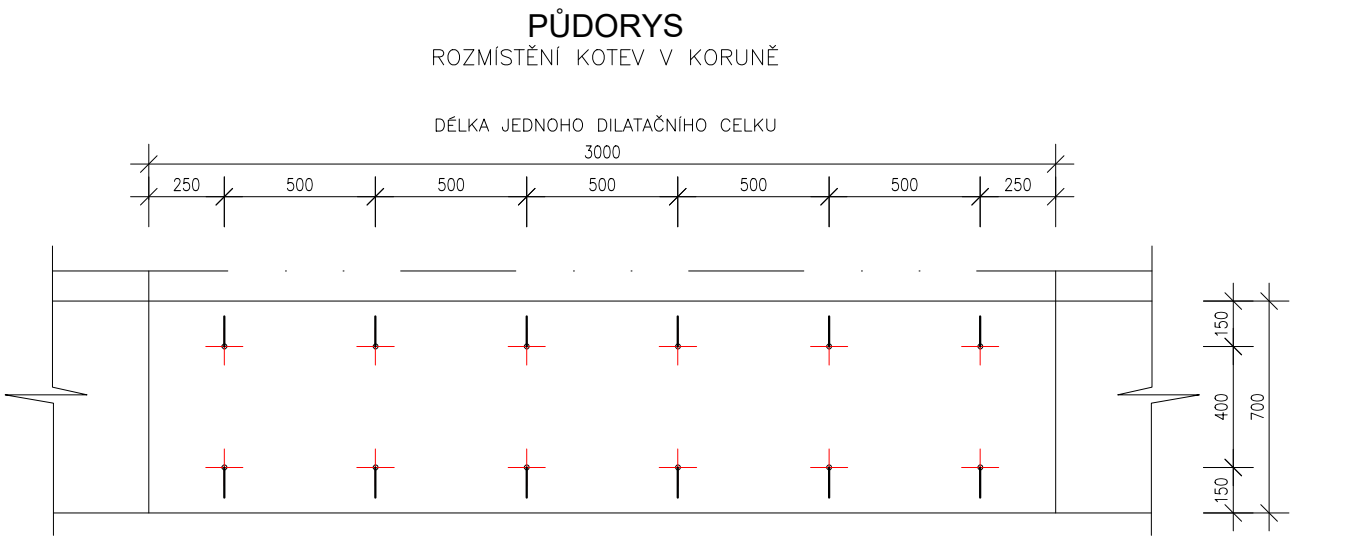 PŮDORYS
ROZMÍSTĚNÍ KOTEV V KORUNĚ
DÉLKA JEDNOHO DILATAČNÍHO CELKU
3000
250 500 500 500 500 500 250
150
400
700
150